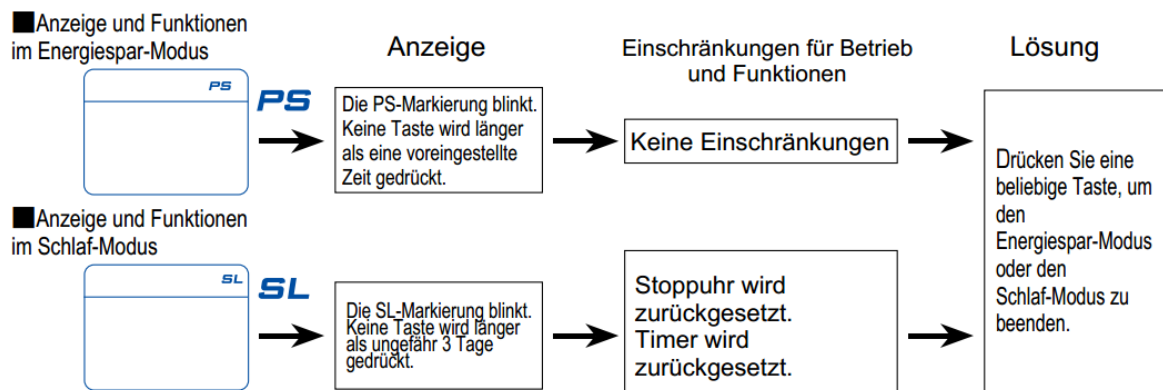 ■Anzeige und Funktionen
im Energiespar-Modus
Anzeige
Einschränkungen für Betrieb
und Funktionen
Lösung
PS
PS
Die PS-Markierung blinkt.
Keine Taste wird länger
als eine voreingestellte
Zeit gedrückt.
Keine Einschränkungen
Drücken Sie eine
beliebige Taste, um
den
Energiespar-Modus
oder den
Schlaf-Modus zu
beenden.
■Anzeige und Funktionen
im Schlaf-Modus
SL
SL
Die SL-Markierung blinkt.
Keine Taste wird länger
als ungefähr 3 Tage
gedrückt.
Stoppuhr wird
zurückgesetzt.
Timer wird
zurückgesetzt.